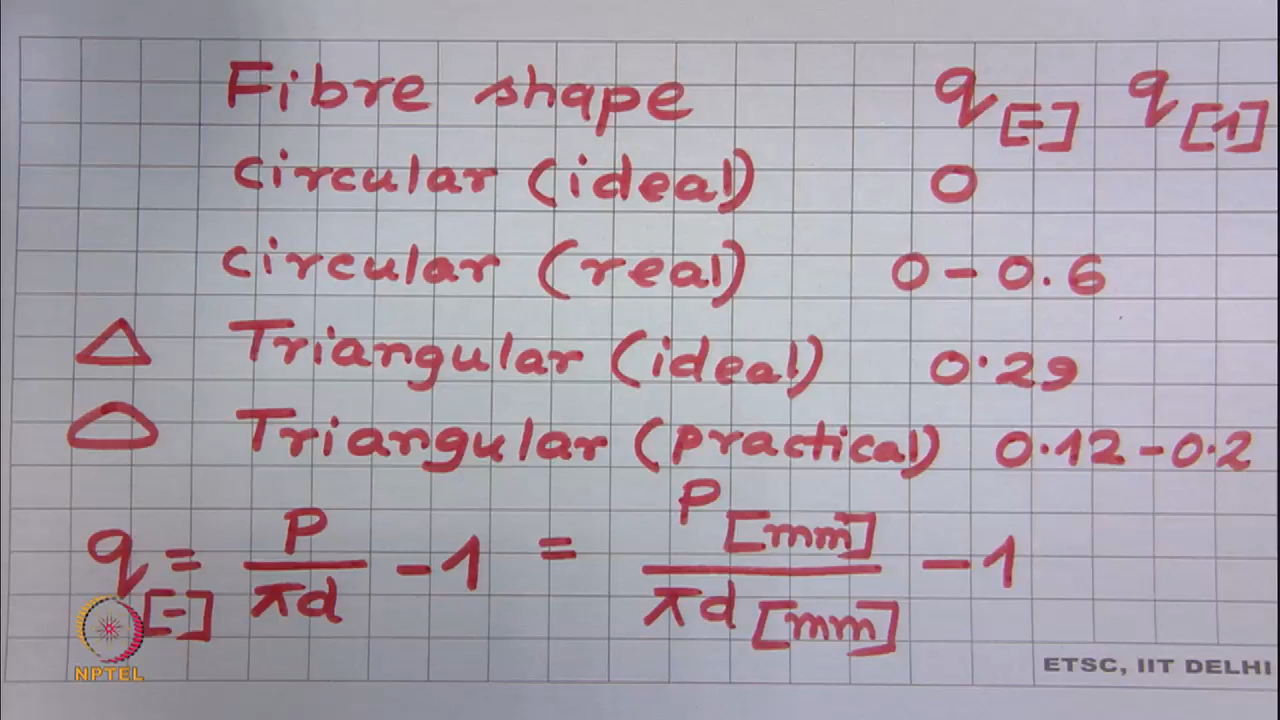 Fibre shape q[-] q[1]
circular (ideal) 0
circular (real) 0 - 0.6
Triangular (ideal) 0.29
Triangular (practical) 0.12 - 0.2
q[-] = P / πd - 1 = P[mm] / πd[mm] - 1
NPTEL
ETSC, IIT DELHI